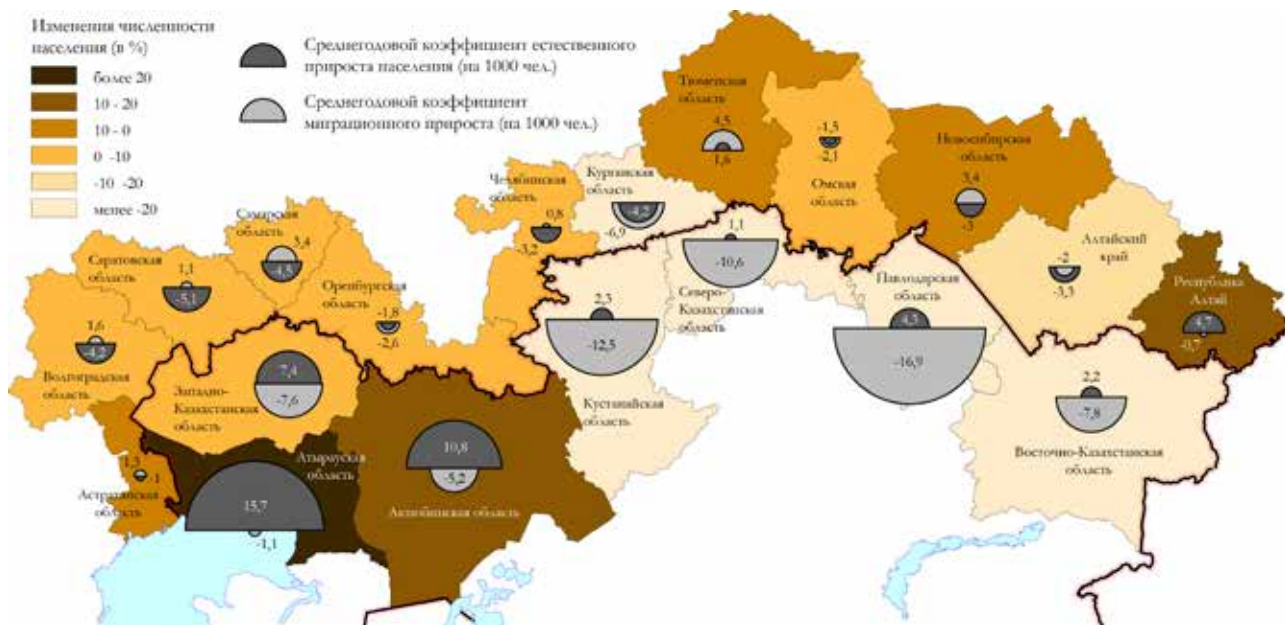 Изменения численности
населения (в %)
более 20
10 - 20
10 - 0
0 -10
-10 -20
менее -20
Среднегодовой коэффициент естественного
прироста населения (на 1000 чел.)
Среднегодовой коэффициент
миграционного прироста (на 1000 чел.)
Тюменская
область
4,5
1,6
-1,5
-2,1
Омская
область
Новосибирская
область
3,4
-3
Челябинская
область
0,8
-3,2
Курганская
область
-4,2
-6,9
Самарская
область
3,4
-4,5
Саратовская
область
1,1
-5,1
Оренбургская
область
-1,8
-2,6
1,6
-4,2
Волгоградская
область
Западно-
Казахстанская
область
7,4
-7,6
1,1
-10,6
Северо-
Казахстанская
область
2,3
-12,5
Кустанайская
область
Павлодарская
область
4,3
-16,9
Алтайский
край
-2
-3,3
Республика
Алтай
4,7
-0,7
2,2
-7,8
Восточно-Казахстанская
область
Атырауская
область
15,7
-1,1
10,8
-5,2
Актюбинская область
1,3
-1
Астраханская
область